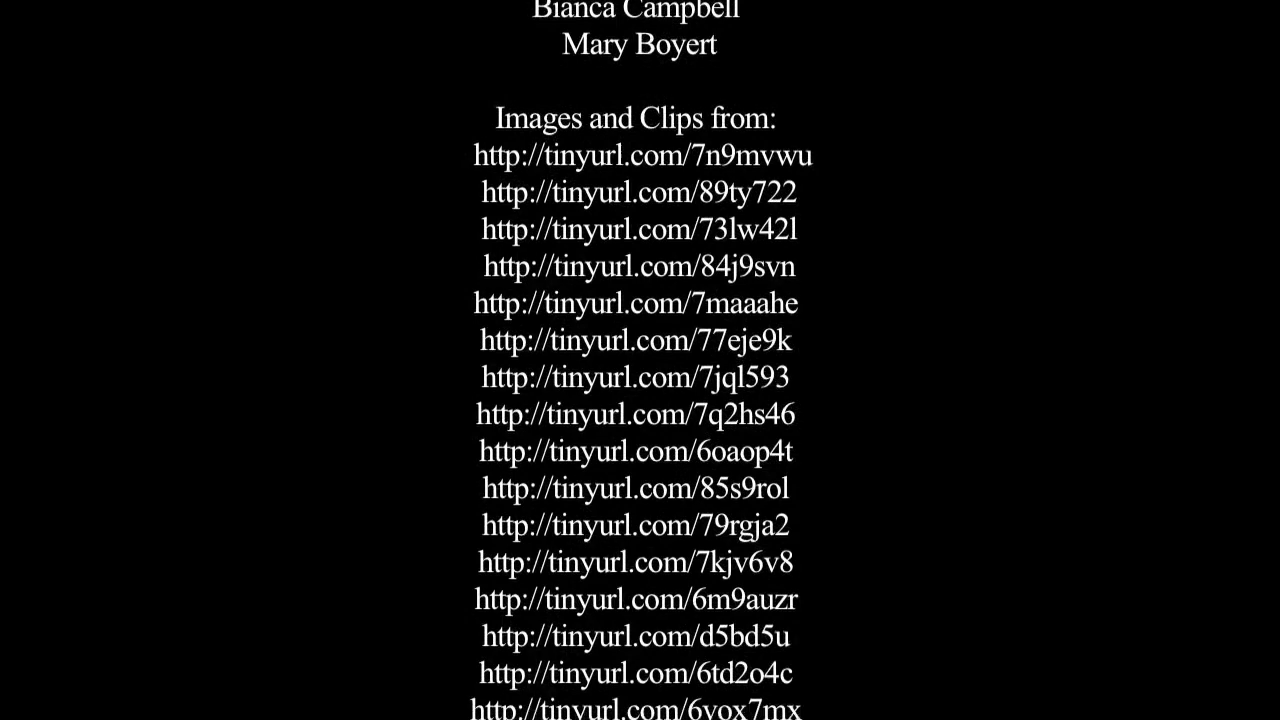 Bianca Campbell
Mary Boyert
Images and Clips from:
http://tinyurl.com/7n9mvwu
http://tinyurl.com/89ty722
http://tinyurl.com/73lw42l
http://tinyurl.com/84j9svn
http://tinyurl.com/7maaahe
http://tinyurl.com/77eje9k
http://tinyurl.com/7jql593
http://tinyurl.com/7q2hs46
http://tinyurl.com/6oaop4t
http://tinyurl.com/85s9rol
http://tinyurl.com/79rgja2
http://tinyurl.com/7kjv6v8
http://tinyurl.com/6m9auzr
http://tinyurl.com/d5bd5u
http://tinyurl.com/6td2o4c